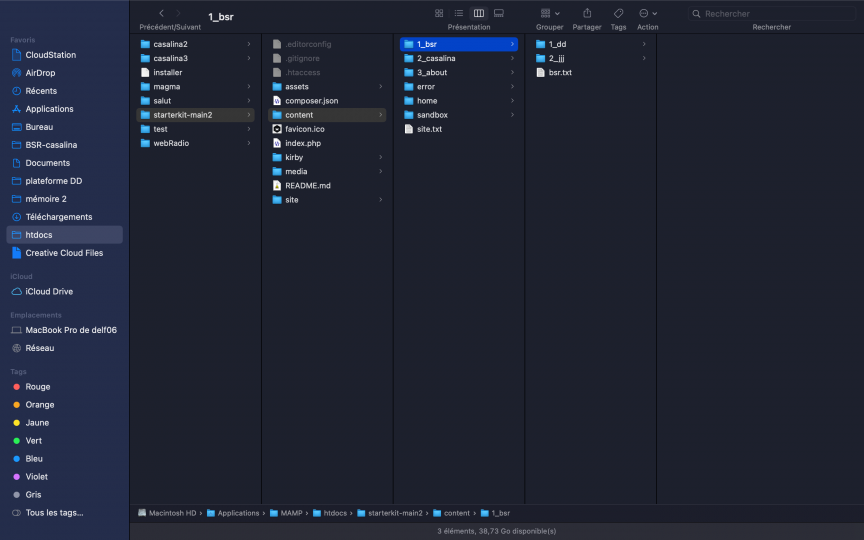 1_bsr
Précédent/Suivant
Présentation
Grouper
Partager
Tags
Action
Rechercher
Rechercher
Favoris
CloudStation
AirDrop
Récents
Applications
Bureau
BSR-casalina
Documents
plateforme DD
mémoire 2
Téléchargements
htdocs
Creative Cloud Files
iCloud
iCloud Drive
Emplacements
MacBook Pro de delf06
Réseau
Tags
Rouge
Orange
Jaune
Vert
Bleu
Violet
Gris
Tous les tags...
casalina2
casalina3
installer
magma
salut
starterkit-main2
test
webRadio
.editorconfig
.gitignore
.htaccess
assets
composer.json
content
favicon.ico
index.php
kirby
media
README.md
site
1_bsr
2_casalina
3_about
error
home
sandbox
site.txt
1_dd
2_jjj
bsr.txt
Macintosh HD › Applications › MAMP › htdocs › starterkit-main2 › content › 1_bsr
3 éléments, 38,73 Go disponible(s)